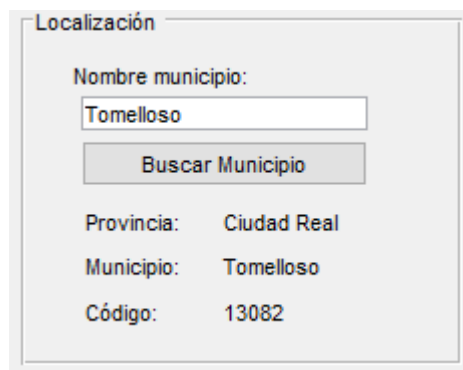 Localización
Nombre municipio:
Tomelloso
Buscar Municipio
Provincia: Ciudad Real
Municipio: Tomelloso
Código: 13082